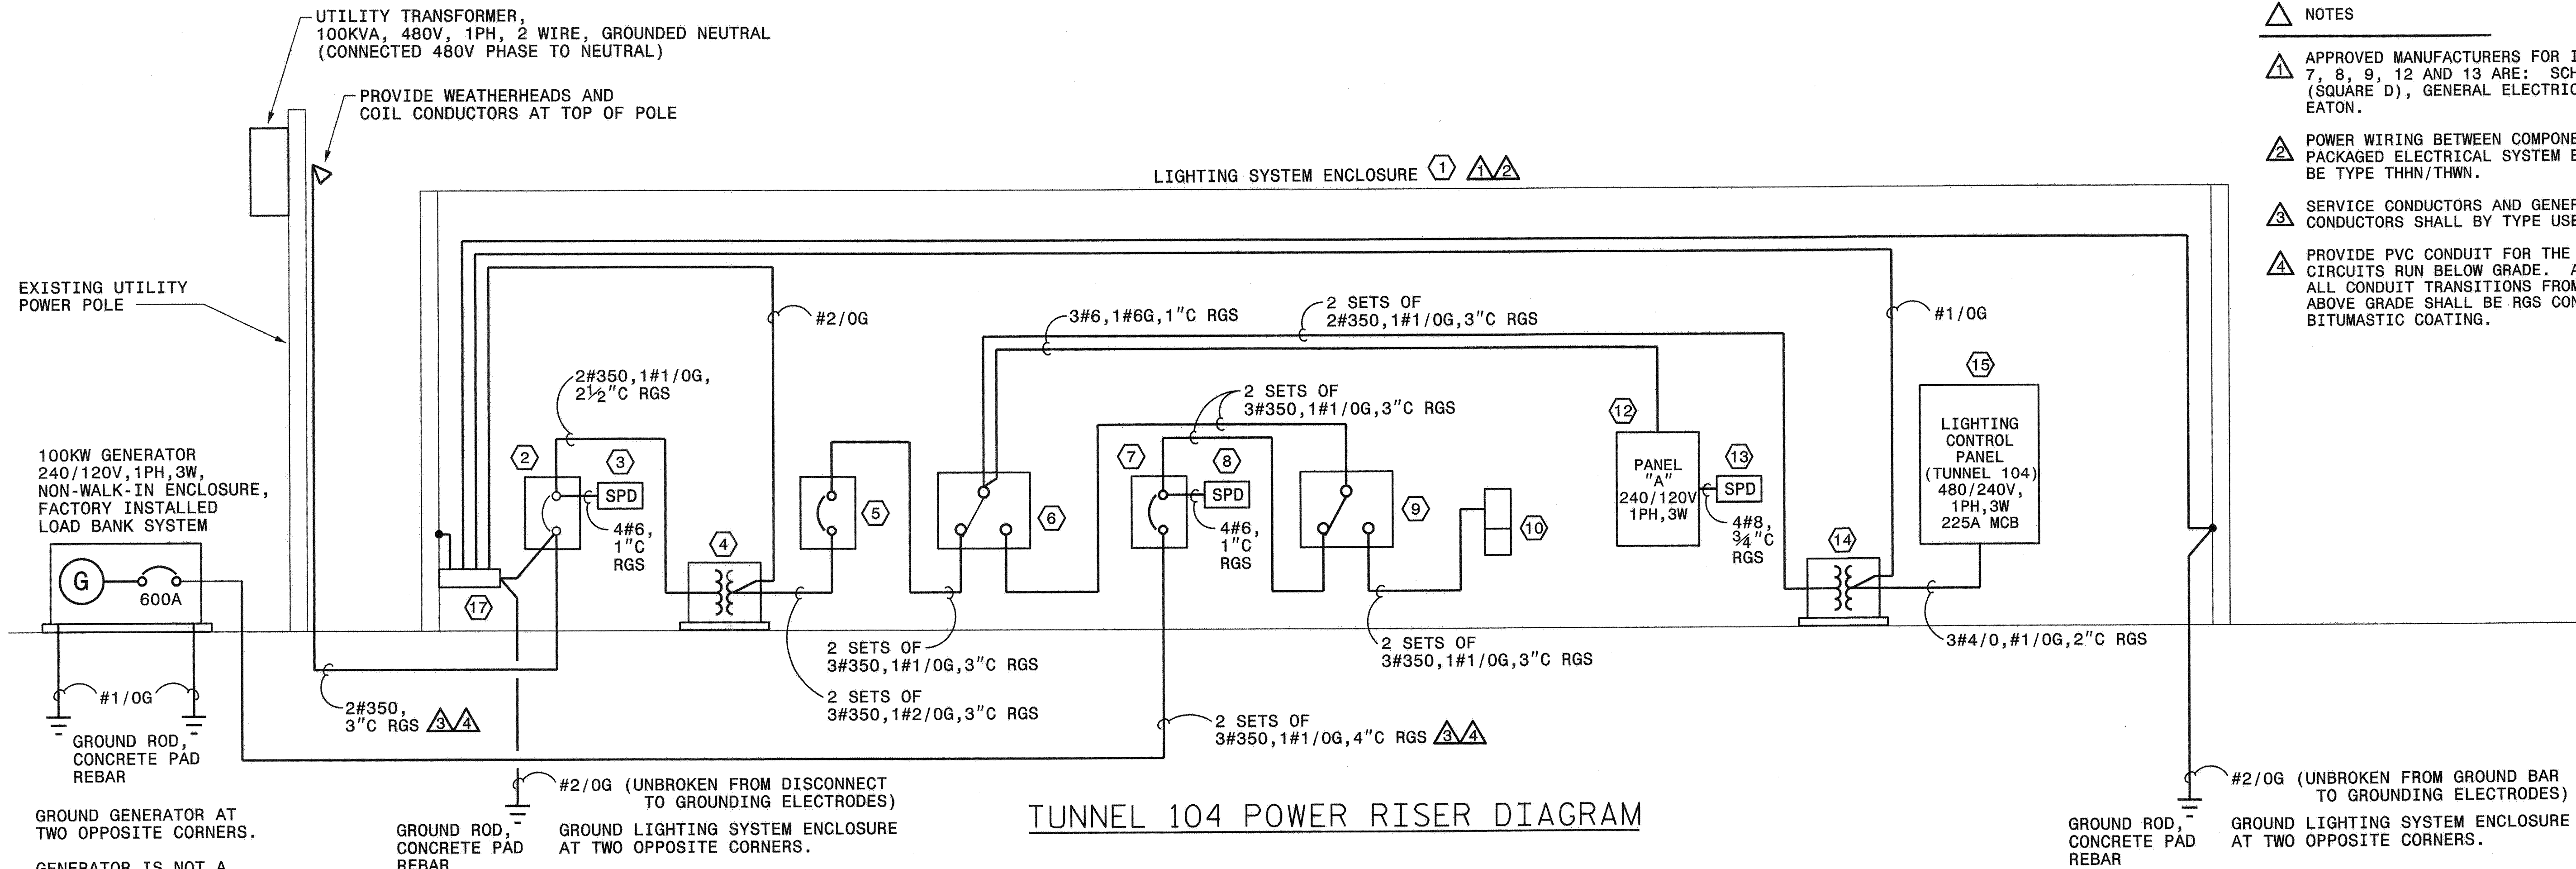 UTILITY TRANSFORMER,
100KVA, 480V, 1PH, 2 WIRE, GROUNDED NEUTRAL
(CONNECTED 480V PHASE TO NEUTRAL)
PROVIDE WEATHERHEADS AND
COIL CONDUCTORS AT TOP OF POLE
EXISTING UTILITY
POWER POLE
LIGHTING SYSTEM ENCLOSURE 1 1 2
NOTES
1 APPROVED MANUFACTURERS FOR
7, 8, 9, 12 AND 13 ARE:
(SQUARE D), GENERAL
EATON.
2 POWER WIRING BETWEEN
PACKAGED ELECTRICAL SYSTEM
BE TYPE THHN/THWN.
3 SERVICE CONDUCTORS AND
CONDUCTORS SHALL BY TYPE
4 PROVIDE PVC CONDUIT FOR THE
CIRCUITS RUN BELOW GRADE.
ALL CONDUIT TRANSITIONS
ABOVE GRADE SHALL BE RGS
BITUMASTIC COATING.
#2/0G
3#6,1#6G,1"C RGS
2 SETS OF
2#350,1#1/0G,3"C RGS
#1/0G
2#350,1#1/0G,
2½"C RGS
2 SETS OF
3#350,1#1/0G,3"C RGS
100KW GENERATOR
240/120V,1PH,3W,
NON-WALK-IN ENCLOSURE,
FACTORY INSTALLED
LOAD BANK SYSTEM
G
600A
2
3
SPD
4#6,
1"C
RGS
4
5
6
7
8
SPD
4#6,
1"C
RGS
9
10
12
PANEL
"A"
240/120V
1PH,3W
13
SPD
4#8,
¾"C
RGS
14
15
LIGHTING
CONTROL
PANEL
(TUNNEL 104)
480/240V,
1PH,3W
225A MCB
17
2 SETS OF
3#350,1#1/0G,3"C RGS
2 SETS OF
3#350,1#2/0G,3"C RGS
2 SETS OF
3#350,1#1/0G,3"C RGS
3#4/0,#1/0G,2"C RGS
#1/0G
2#350,
3"C RGS 3 4
2 SETS OF
3#350,1#1/0G,4"C RGS 3 4
GROUND ROD,
CONCRETE PAD
REBAR
GROUND GENERATOR AT
TWO OPPOSITE CORNERS.
GENERATOR IS NOT A
#2/0G (UNBROKEN FROM DISCONNECT
TO GROUNDING ELECTRODES)
GROUND ROD,
CONCRETE PAD
REBAR
GROUND LIGHTING SYSTEM ENCLOSURE
AT TWO OPPOSITE CORNERS.
TUNNEL 104 POWER RISER DIAGRAM
#2/0G (UNBROKEN FROM GROUND BAR
TO GROUNDING ELECTRODES)
GROUND ROD,
CONCRETE PAD
REBAR
GROUND LIGHTING SYSTEM ENCLOSURE
AT TWO OPPOSITE CORNERS.